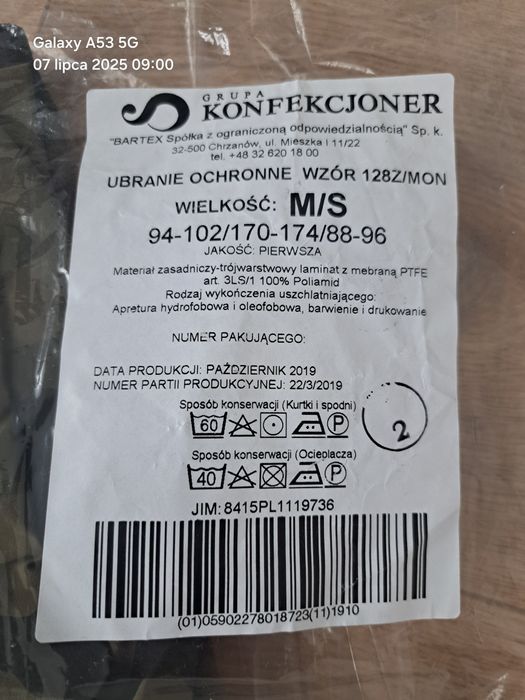 Galaxy A53 5G
07 lipca 2025 09:00
GRUPA
KONFEKCJONER
"BARTEX Spółka z ograniczoną odpowiedzialnością" Sp. k.
32-500 Chrzanów, ul. Mieszka I 11/22
tel. +48 32 620 18 00
UBRANIE OCHRONNE WZÓR 128Z/MON
WIELKOŚĆ: M/S
94-102/170-174/88-96
JAKOŚĆ: PIERWSZA
Materiał zasadniczy-trójwarstwowy laminat z mebraną PTFE
art. 3LS/1 100% Poliamid
Rodzaj wykończenia uszchlatniającego:
Apretura hydrofobowa i oleofobowa, barwienie i drukowanie
NUMER PAKUJĄCEGO:
DATA PRODUKCJI: PAŹDZIERNIK 2019
NUMER PARTII PRODUKCYJNEJ: 22/3/2019
Sposób konserwacji (Kurtki i spodni)
60 P
2
Sposób konserwacji (Ocieplacza)
40 P
JIM: 8415PL1119736
(01)05902278018723(11)1910